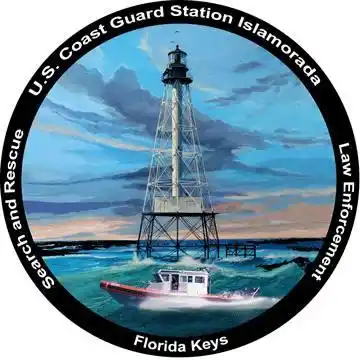 U.S. Coast Guard Station Islamorada
Search and Rescue
Law Enforcement
Florida Keys